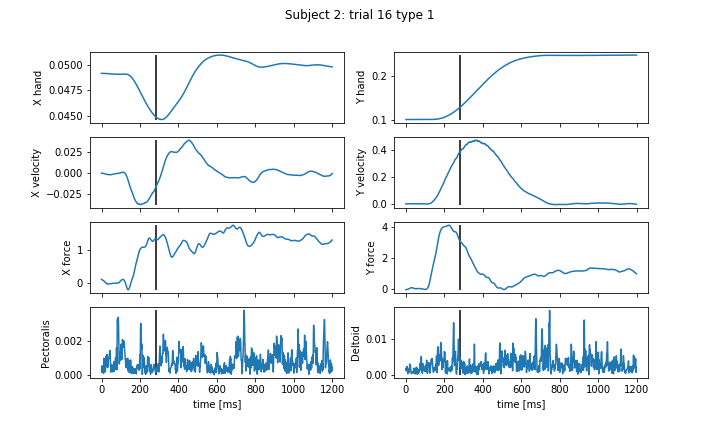 Subject 2: trial 16 type 1
X hand
0.0500
0.0475
0.0450
Y hand
0.2
0.1
X velocity
0.025
0.000
−0.025
Y velocity
0.4
0.2
0.0
X force
1
0
Y force
4
2
0
Pectoralis
0.002
0.000
0 200 400 600 800 1000 1200
time [ms]
Deltoid
0.01
0.00
0 200 400 600 800 1000 1200
time [ms]